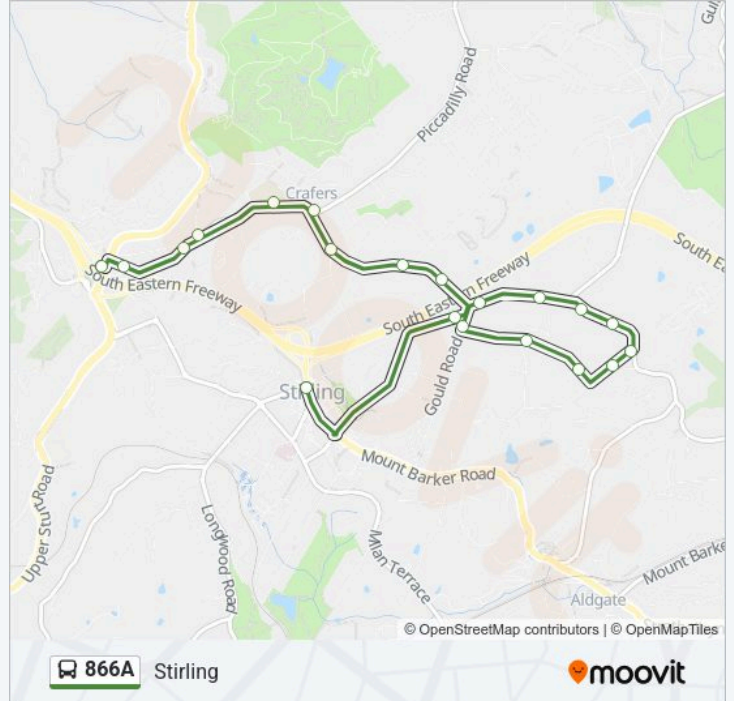 Gul
Piccadilly Road
Crafers
South Ea
South Eastern Freeway
South Eastern Freeway
Gould Road
Stirling
Mount Barker Road
Upper Sturt Road
Longwood Road
Milan Terrace
Mount Barke
Aldgate
© OpenStreetMap contributors | © OpenMapTiles
866A Stirling
moovit